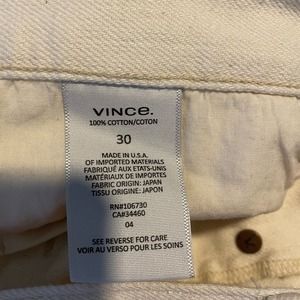 VINCE.
100% COTTON/COTON
30
MADE IN U.S.A.
OF IMPORTED MATERIALS
FABRIQUÉ AUX ETATS-UNIS
MATÉRIAUX DE IMPORTES
FABRIC ORIGIN: JAPAN
TISSU ORIGINE: JAPON
RN#106730
CA#34460
04
SEE REVERSE FOR CARE
VOIR AU VERSO POUR LES SOINS